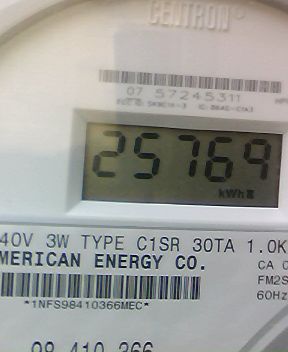 CENTRON®
07 57245311
25769
kWh
40V 3W TYPE C1SR 30TA 1.0K
MERICAN ENERGY CO.
CA 0
FM2S
60Hz
*1NFS98410366MEC*
98 410 366